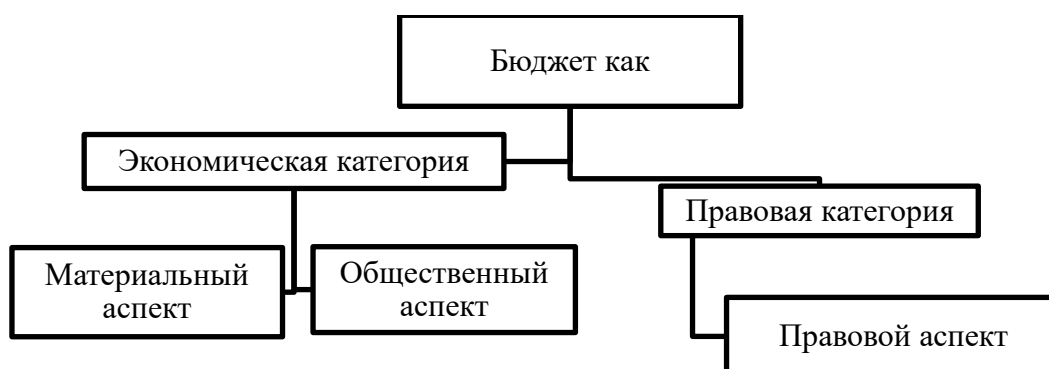 Бюджет как
Экономическая категория
Правовая категория
Материальный
аспект
Общественный
аспект
Правовой аспект